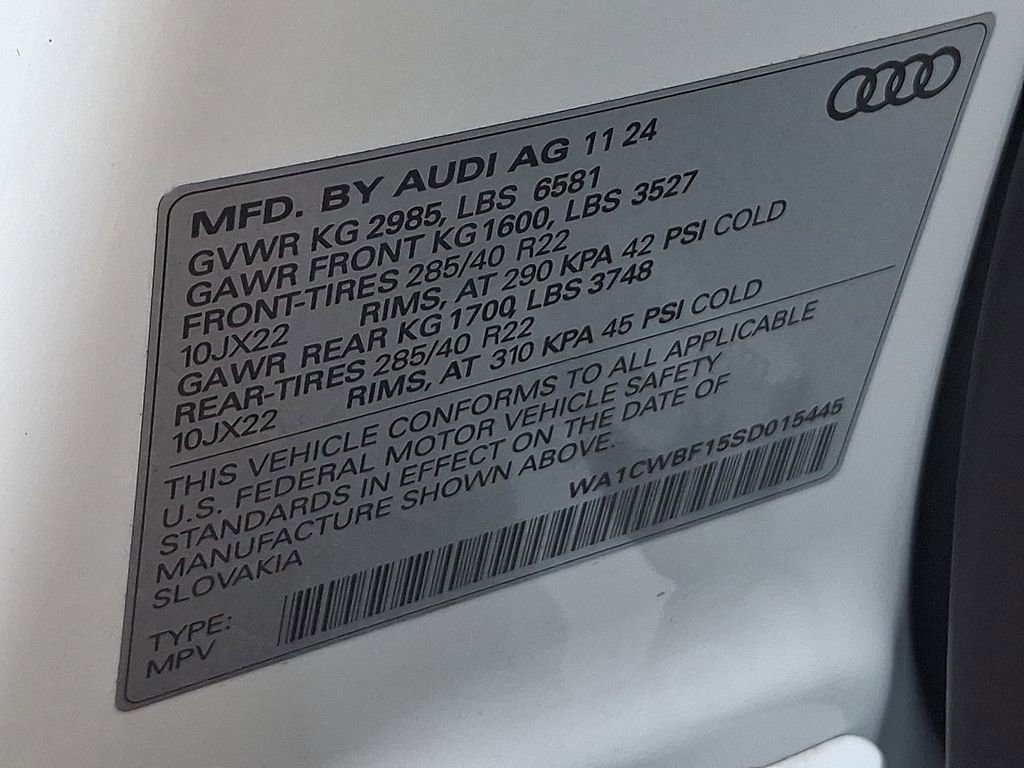 MFD. BY AUDI AG 11 24
GVWR KG 2985, LBS 6581
GAWR FRONT KG 1600, LBS 3527
FRONT-TIRES 285/40 R22
10JX22 RIMS, AT 290 KPA 42 PSI COLD
GAWR REAR KG 1700, LBS 3748
REAR-TIRES 285/40 R22
10JX22 RIMS, AT 310 KPA 45 PSI COLD
THIS VEHICLE CONFORMS TO ALL APPLICABLE
U.S. FEDERAL MOTOR VEHICLE SAFETY
STANDARDS IN EFFECT ON THE DATE OF
MANUFACTURE SHOWN ABOVE.
SLOVAKIA
WA1CWBF15SD015445
TYPE:
MPV